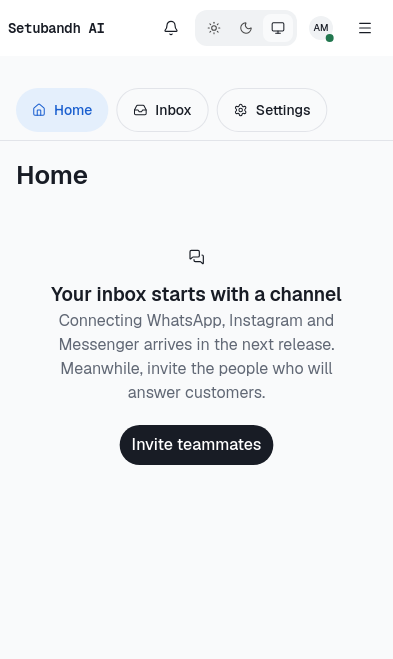 Setubandh AI
AM
Home
Inbox
Settings
Home
Your inbox starts with a channel
Connecting WhatsApp, Instagram and
Messenger arrives in the next release.
Meanwhile, invite the people who will
answer customers.
Invite teammates